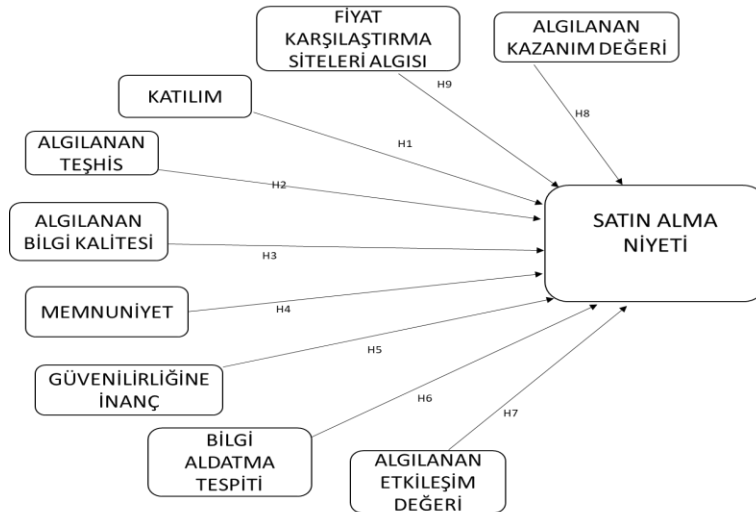 FİYAT
KARŞILAŞTIRMA
SİTELERİ ALGISI
ALGILANAN
KAZANIM DEĞERİ
H9
H8
KATILIM
H1
ALGILANAN
TEŞHİS
H2
SATIN ALMA
NİYETİ
ALGILANAN
BİLGİ KALİTESİ
H3
MEMNUNİYET
H4
H5
GÜVENİLİRLİĞİNE
İNANÇ
H6
H7
BİLGİ
ALDATMA
TESPİTİ
ALGILANAN
ETKİLEŞİM
DEĞERİ